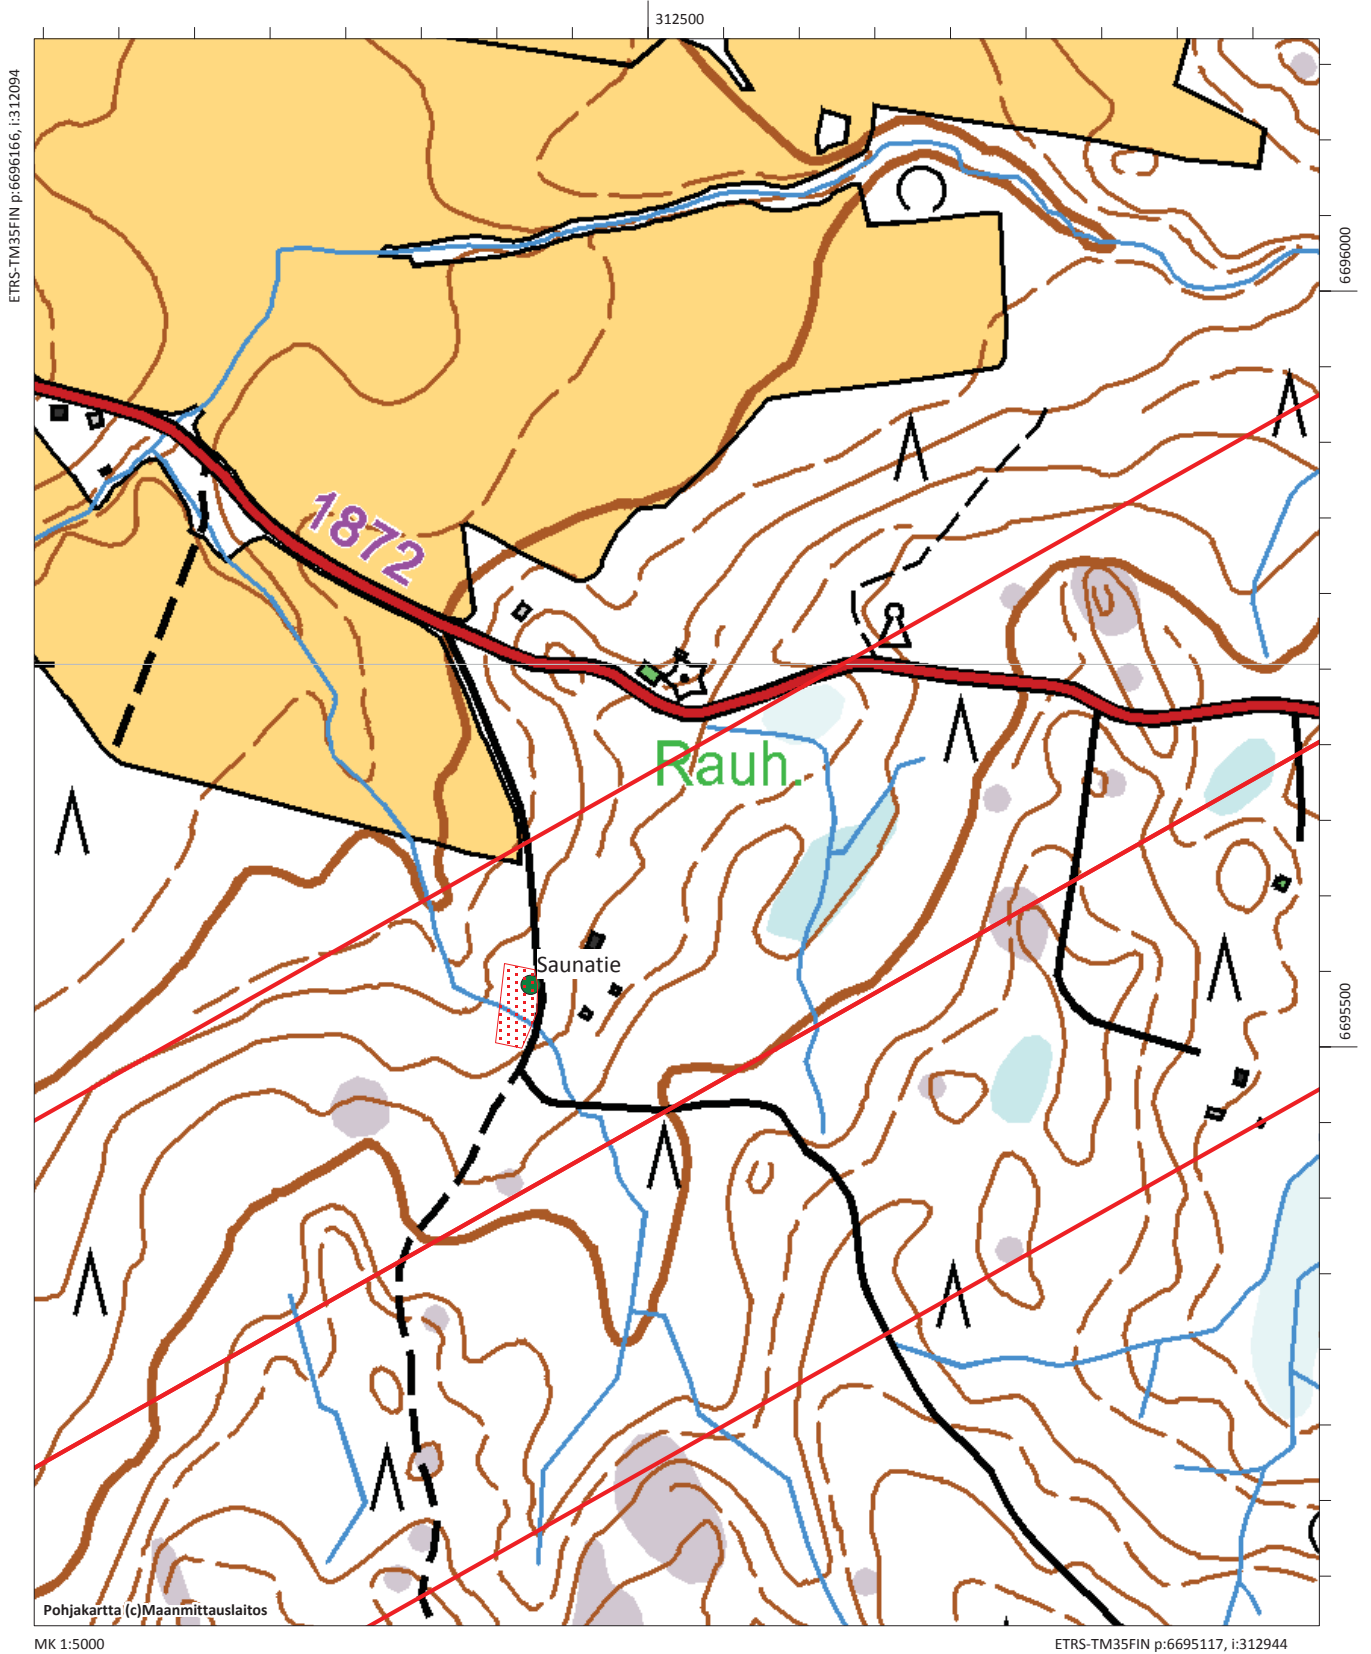 312500
ETRS-TM35FIN p:6696166, i:312094
6696000
1872
Rauh.
Saunatie
6695500
Pohjakartta (c)Maanmittauslaitos
MK 1:5000
ETRS-TM35FIN p:6695117, i:312944